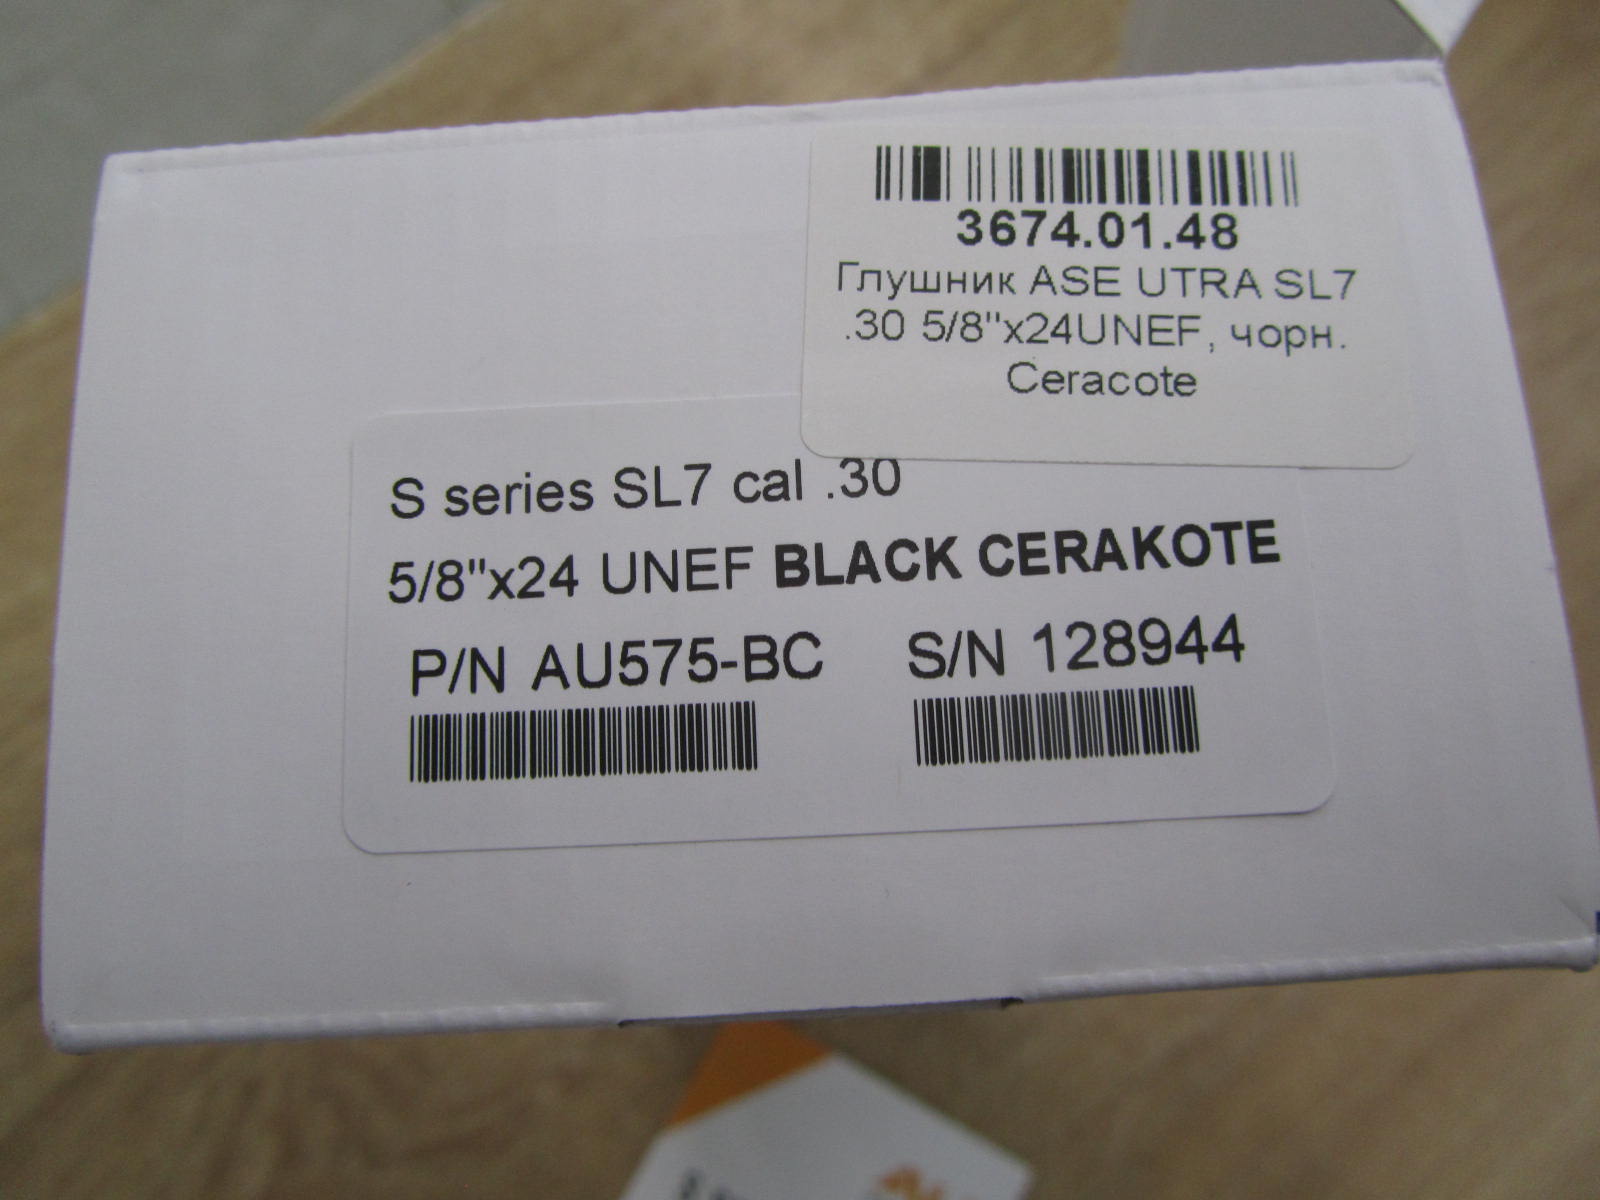 3674.01.48
Глушник ASE UTRA SL7
.30 5/8"x24UNEF, чорн.
Ceracote
S series SL7 cal .30
5/8"x24 UNEF BLACK CERAKOTE
P/N AU575-BC S/N 128944